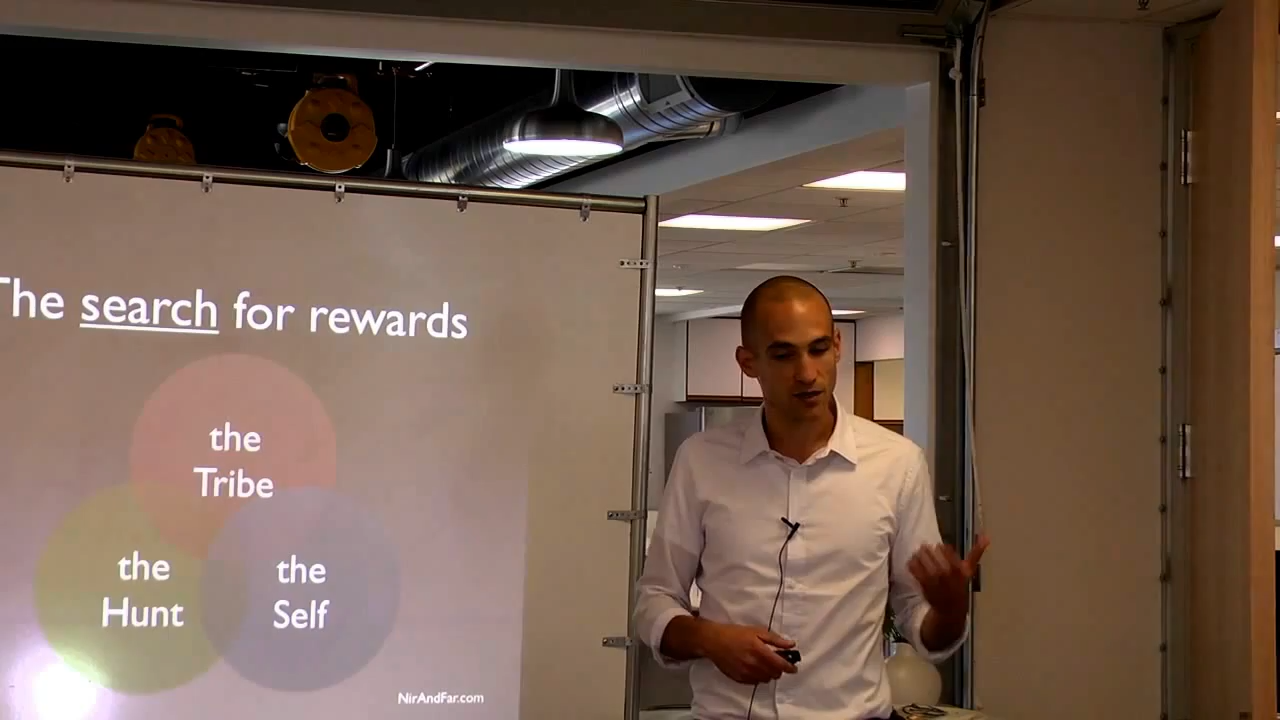 The search for rewards
the
Tribe
the
Hunt
the
Self
NirAndFar.com